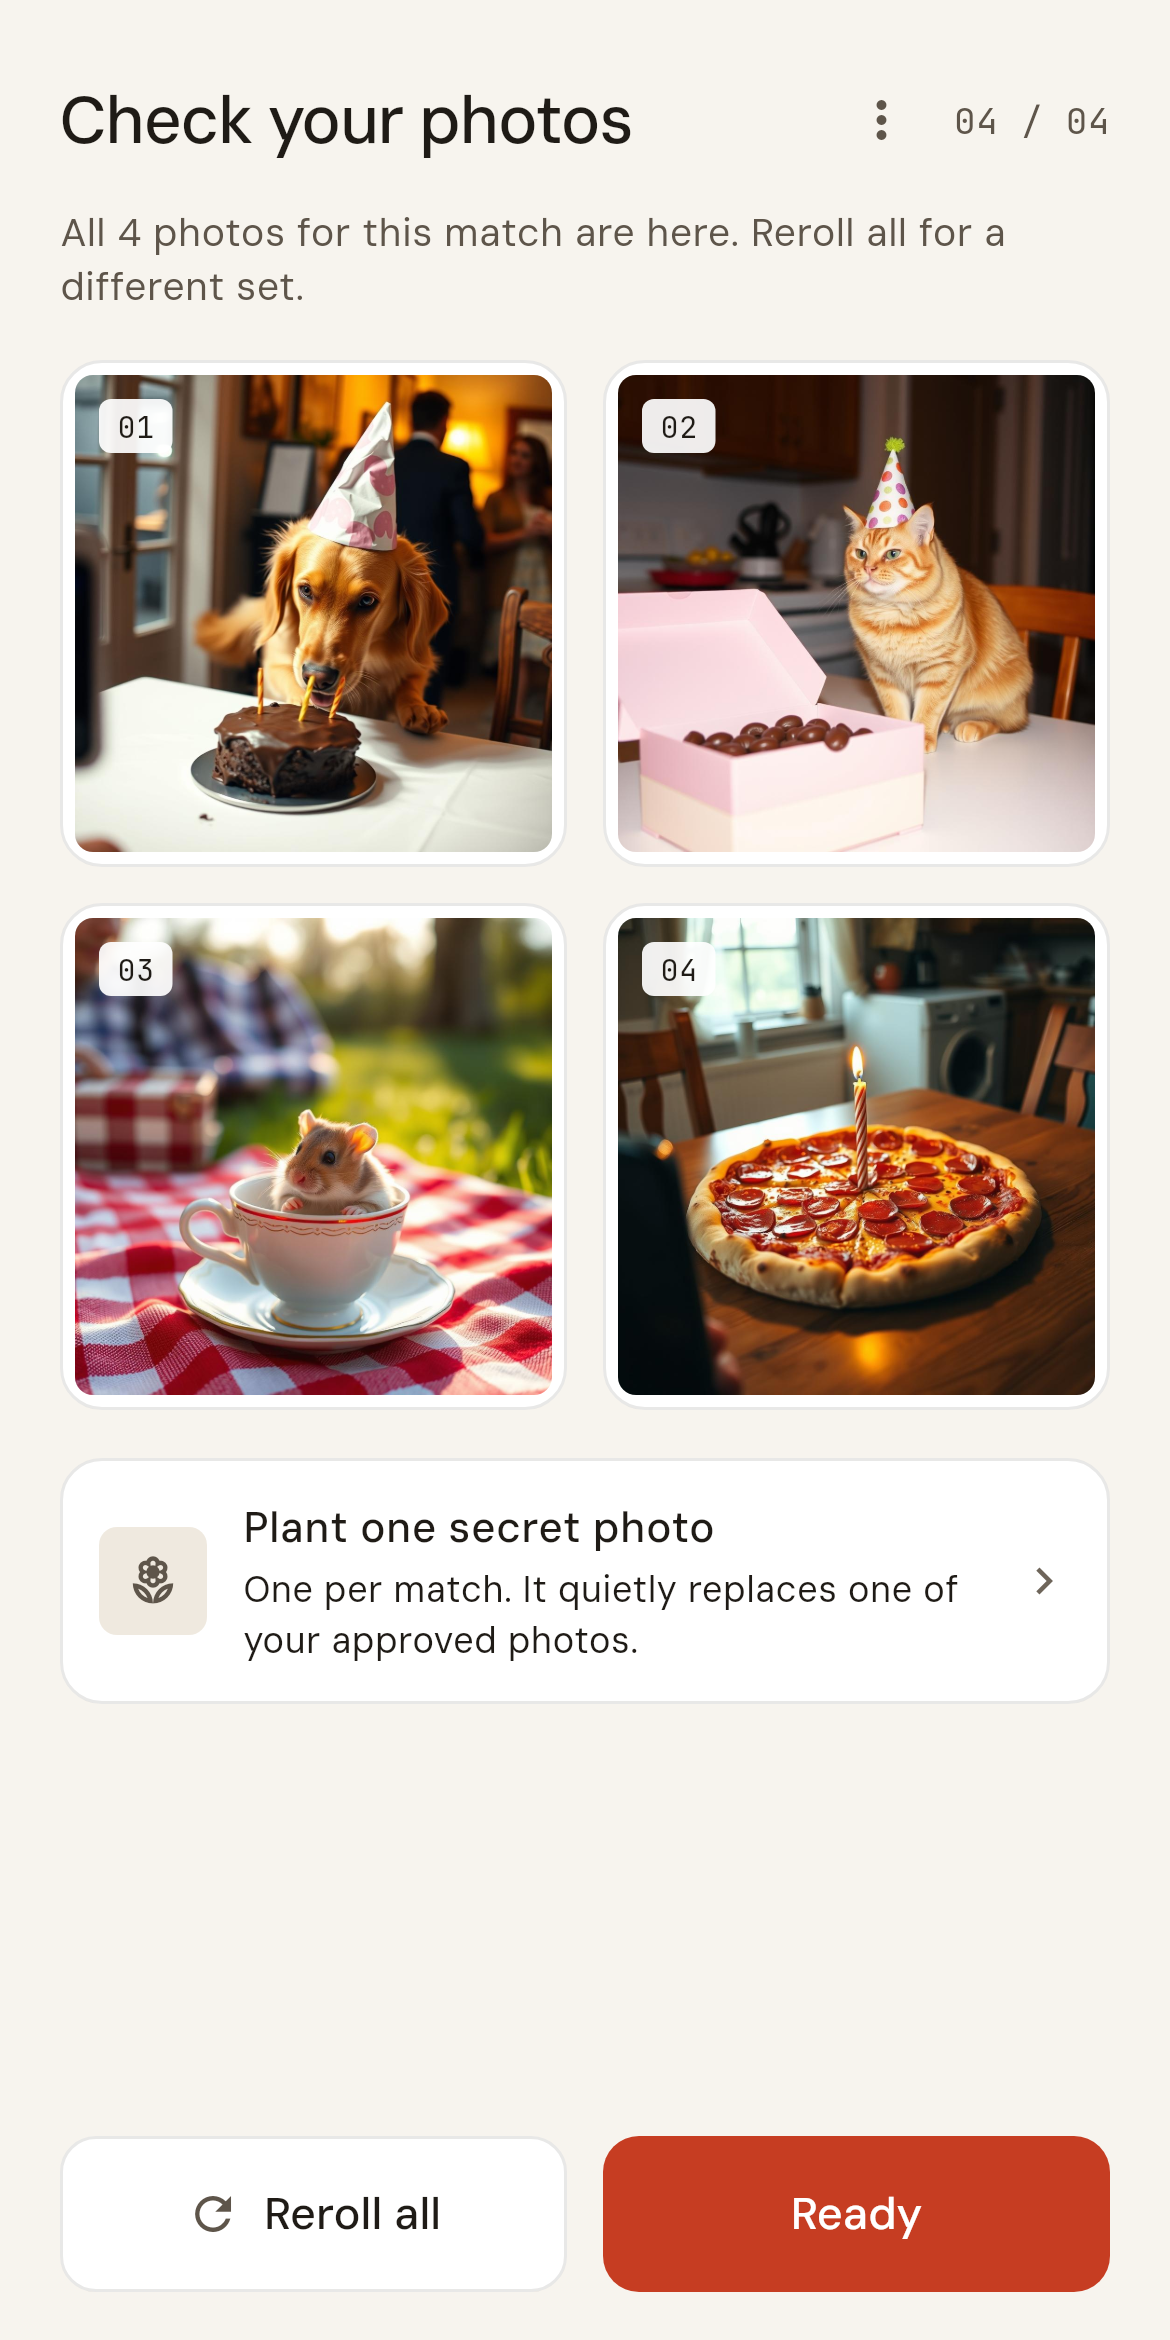 Check your photos
04 / 04
All 4 photos for this match are here. Reroll all for a
different set.
01
02
03
04
Plant one secret photo
One per match. It quietly replaces one of
your approved photos.
Reroll all
Ready